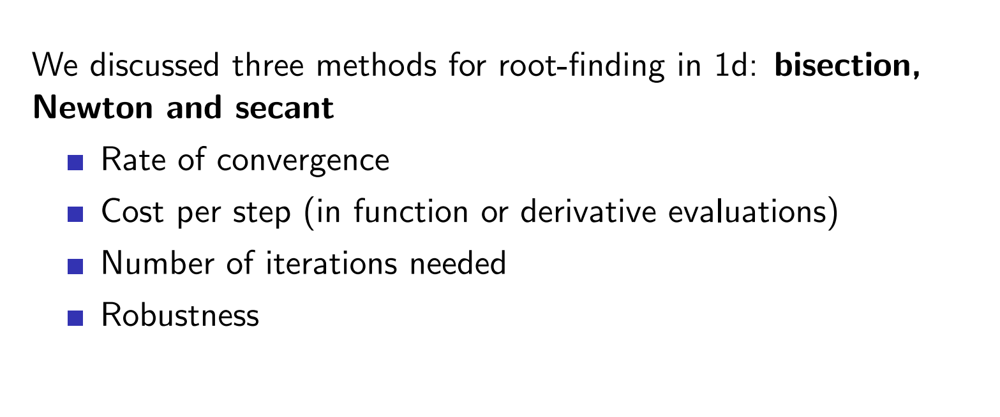 We discussed three methods for root-finding in 1d: bisection,
Newton and secant
Rate of convergence
Cost per step (in function or derivative evaluations)
Number of iterations needed
Robustness